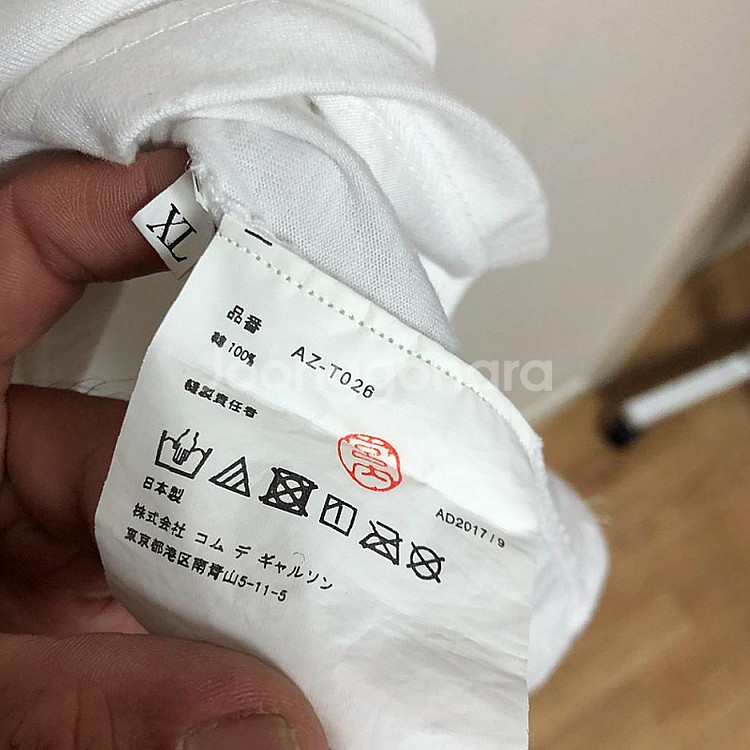 XL
品番 AZ-T026
綿 100%
縫製責任者
AD2017/9
日本製
株式会社 コム デ ギャルソン
東京都港区南青山5-11-5